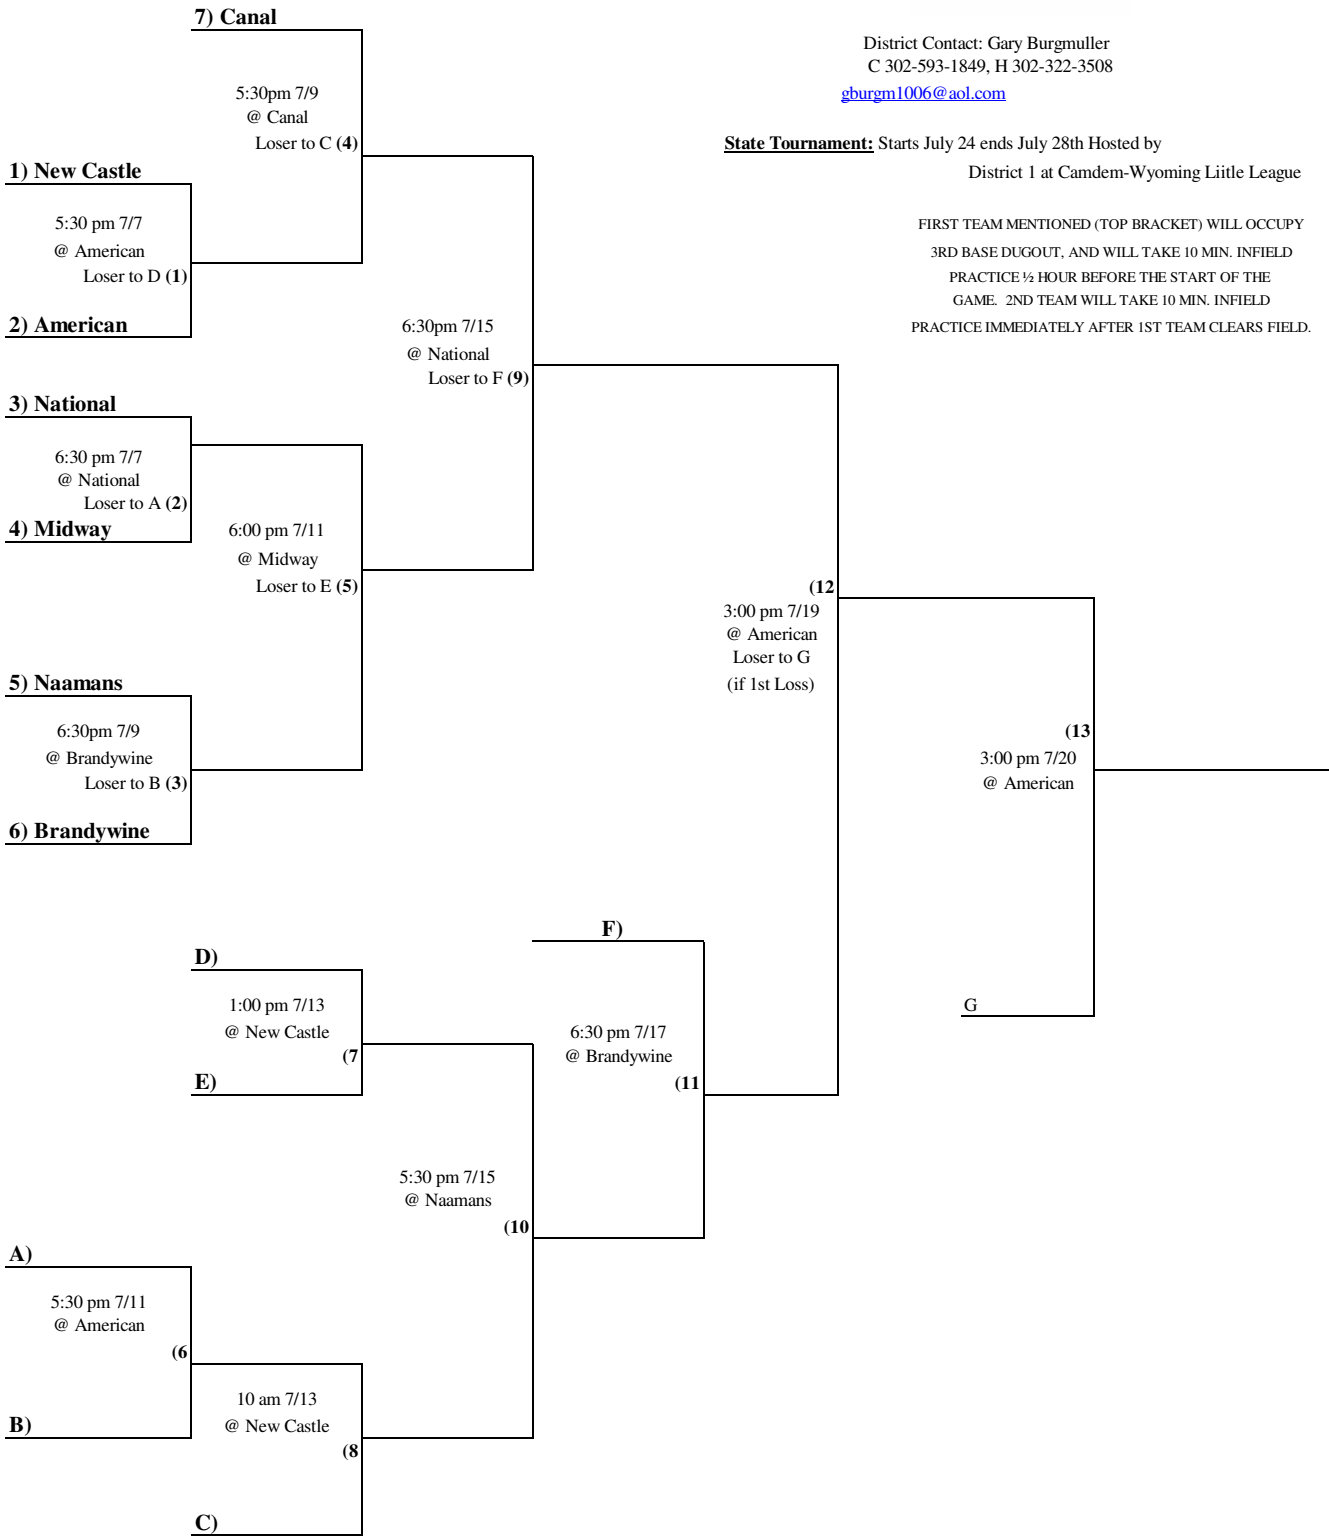 7) Canal
District Contact: Gary Burgmuller
C 302-593-1849, H 302-322-3508
gburgm1006@aol.com
5:30pm 7/9
@ Canal
Loser to C (4)
State Tournament: Starts July 24 ends July 28th Hosted by
District 1 at Camdem-Wyoming Liitle League
1) New Castle
5:30 pm 7/7
@ American
Loser to D (1)
2) American
FIRST TEAM MENTIONED (TOP BRACKET) WILL OCCUPY
3RD BASE DUGOUT, AND WILL TAKE 10 MIN. INFIELD
PRACTICE ½ HOUR BEFORE THE START OF THE
GAME. 2ND TEAM WILL TAKE 10 MIN. INFIELD
PRACTICE IMMEDIATELY AFTER 1ST TEAM CLEARS FIELD.
6:30pm 7/15
@ National
Loser to F (9)
3) National
6:30 pm 7/7
@ National
Loser to A (2)
4) Midway
6:00 pm 7/11
@ Midway
Loser to E (5)
(12
3:00 pm 7/19
@ American
Loser to G
(if 1st Loss)
5) Naamans
6:30pm 7/9
@ Brandywine
Loser to B (3)
6) Brandywine
(13
3:00 pm 7/20
@ American
F)
D)
1:00 pm 7/13
@ New Castle
(7
E)
G
6:30 pm 7/17
@ Brandywine
(11
5:30 pm 7/15
@ Naamans
(10
A)
5:30 pm 7/11
@ American
(6
B)
10 am 7/13
@ New Castle
(8
C)